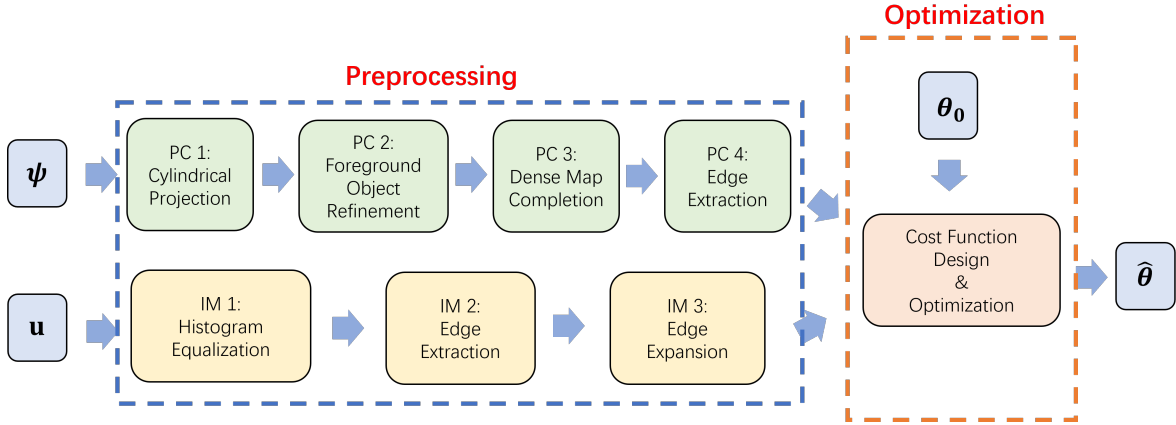 Optimization
Preprocessing
θ₀
ψ
PC 1:
Cylindrical
Projection
PC 2:
Foreground
Object
Refinement
PC 3:
Dense Map
Completion
PC 4:
Edge
Extraction
Cost Function
Design
&
Optimization
θ̂
u
IM 1:
Histogram
Equalization
IM 2:
Edge
Extraction
IM 3:
Edge
Expansion